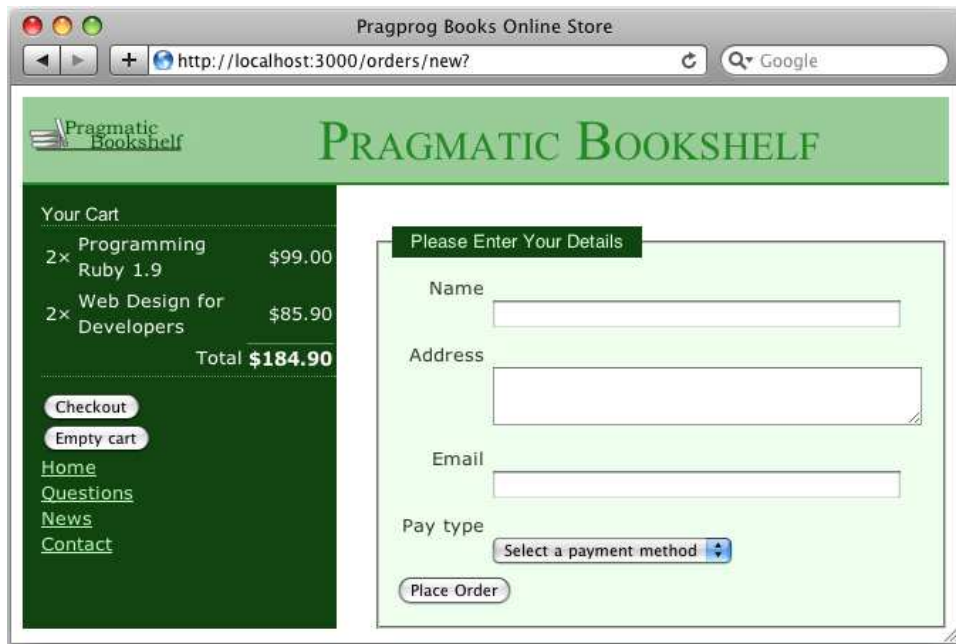 Pragprog Books Online Store
http://localhost:3000/orders/new?
Google
Pragmatic
Bookshelf
PRAGMATIC BOOKSHELF
Your Cart
2× Programming Ruby 1.9 $99.00
2× Web Design for Developers $85.90
Total $184.90
Checkout
Empty cart
Home
Questions
News
Contact
Please Enter Your Details
Name
Address
Email
Pay type
Select a payment method
Place Order